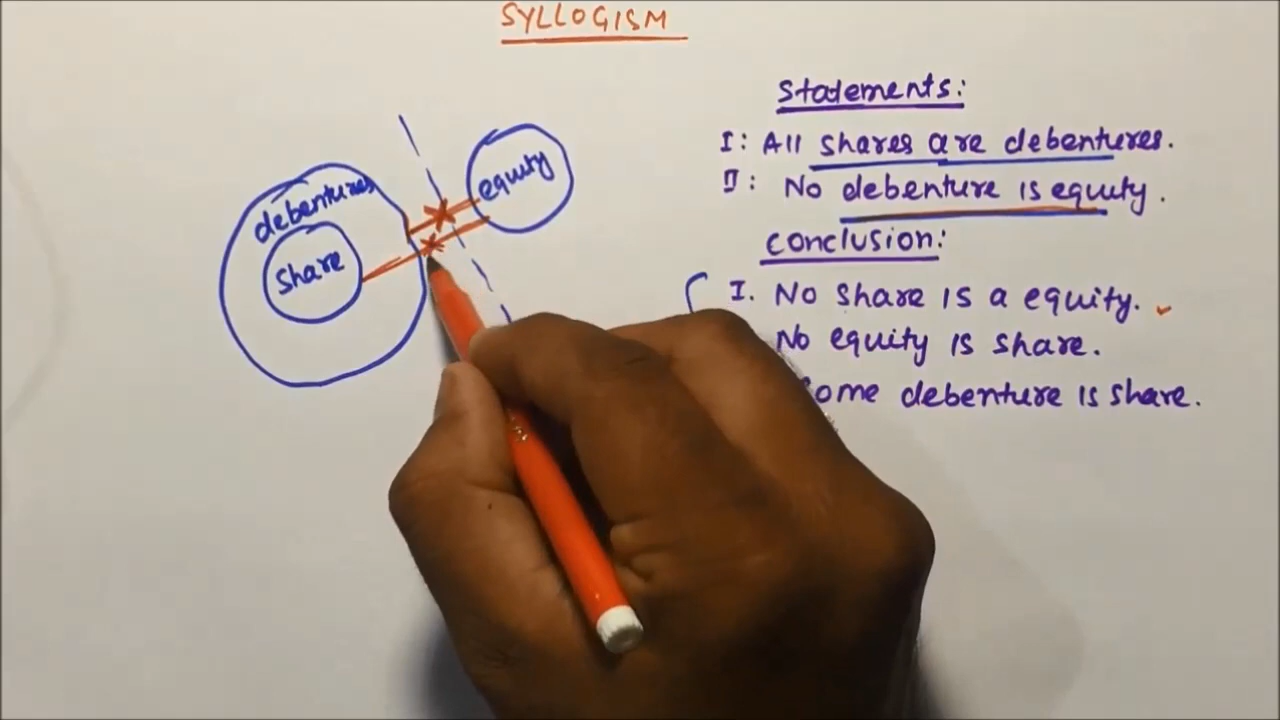 SYLLOGISM
Statements:
I: All shares are debentures.
II: No debenture is equity.
Conclusion:
I. No share is a equity.
No equity is share.
some debenture is share.
debentures
share
equity